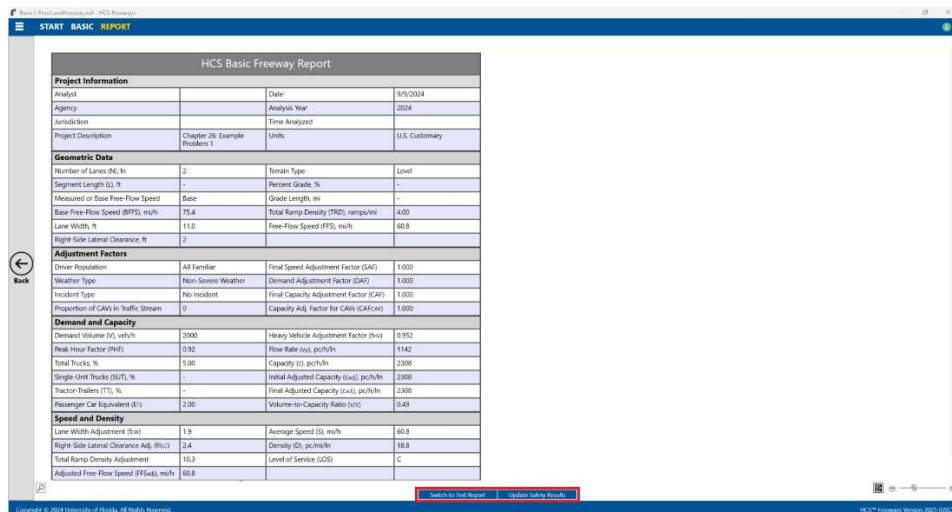 HCS Freeways
START BASIC REPORT
HCS Basic Freeway Report
Project Information
Analyst Date 9/9/2024
Agency Analysis Year 2024
Jurisdiction Time Analyzed
Project Description Chapter 26: Example Units U.S. Customary
Problem 1
Geometric Data
Number of Lanes (N), ln 2 Terrain Type Level
Segment Length (L), ft - Percent Grade, % -
Measured or Base Free-Flow Speed Base Grade Length, mi -
Base Free-Flow Speed (BFFS), mi/h 75.4 Total Ramp Density (TRD), ramps/mi 4.00
Lane Width, ft 11.0 Free-Flow Speed (FFS), mi/h 60.8
Right-Side Lateral Clearance, ft 2
Adjustment Factors
Driver Population All Familiar Final Speed Adjustment Factor (SAF) 1.000
Weather Type Non-Severe Weather Demand Adjustment Factor (DAF) 1.000
Incident Type No Incident Final Capacity Adjustment Factor (CAF) 1.000
Proportion of CAVs in Traffic Stream 0 Capacity Adj. Factor for CAVs (CAFCAV) 1.000
Demand and Capacity
Demand Volume (V), veh/h 2000 Heavy Vehicle Adjustment Factor (fHV) 0.952
Peak Hour Factor (PHF) 0.92 Flow Rate (vp), pc/h/ln 1142
Total Trucks, % 5.00 Capacity (c), pc/h/ln 2308
Single-Unit Trucks (SUT), % - Initial Adjusted Capacity (cadj), pc/h/ln 2308
Tractor-Trailers (TT), % - Final Adjusted Capacity (cadj), pc/h/ln 2308
Passenger Car Equivalent (ET) 2.00 Volume-to-Capacity Ratio (v/c) 0.49
Speed and Density
Lane Width Adjustment (fLW) 1.9 Average Speed (S), mi/h 60.8
Right-Side Lateral Clearance Adj. (fRLC) 2.4 Density (D), pc/mi/ln 18.8
Total Ramp Density Adjustment 10.3 Level of Service (LOS) C
Adjusted Free-Flow Speed (FFSadj), mi/h 60.8
Back
Switch to Text Report Update Safety Results
Copyright © 2024 University of Florida. All Rights Reserved. HCS™ Freeways Version 2025